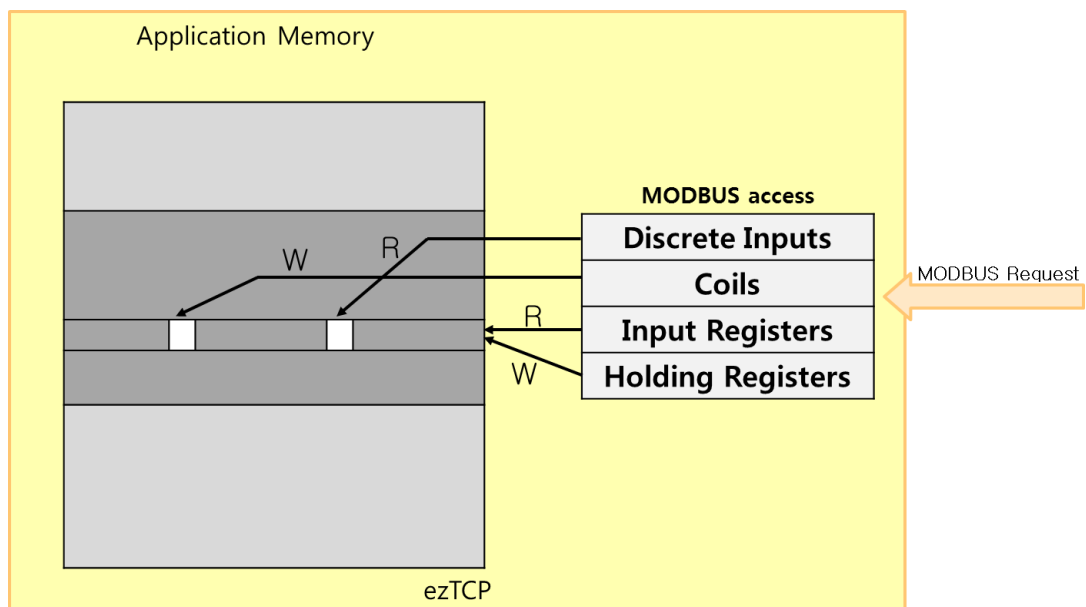 Application Memory
MODBUS access
Discrete Inputs
R
W
Coils
MODBUS Request
R
Input Registers
W
Holding Registers
ezTCP